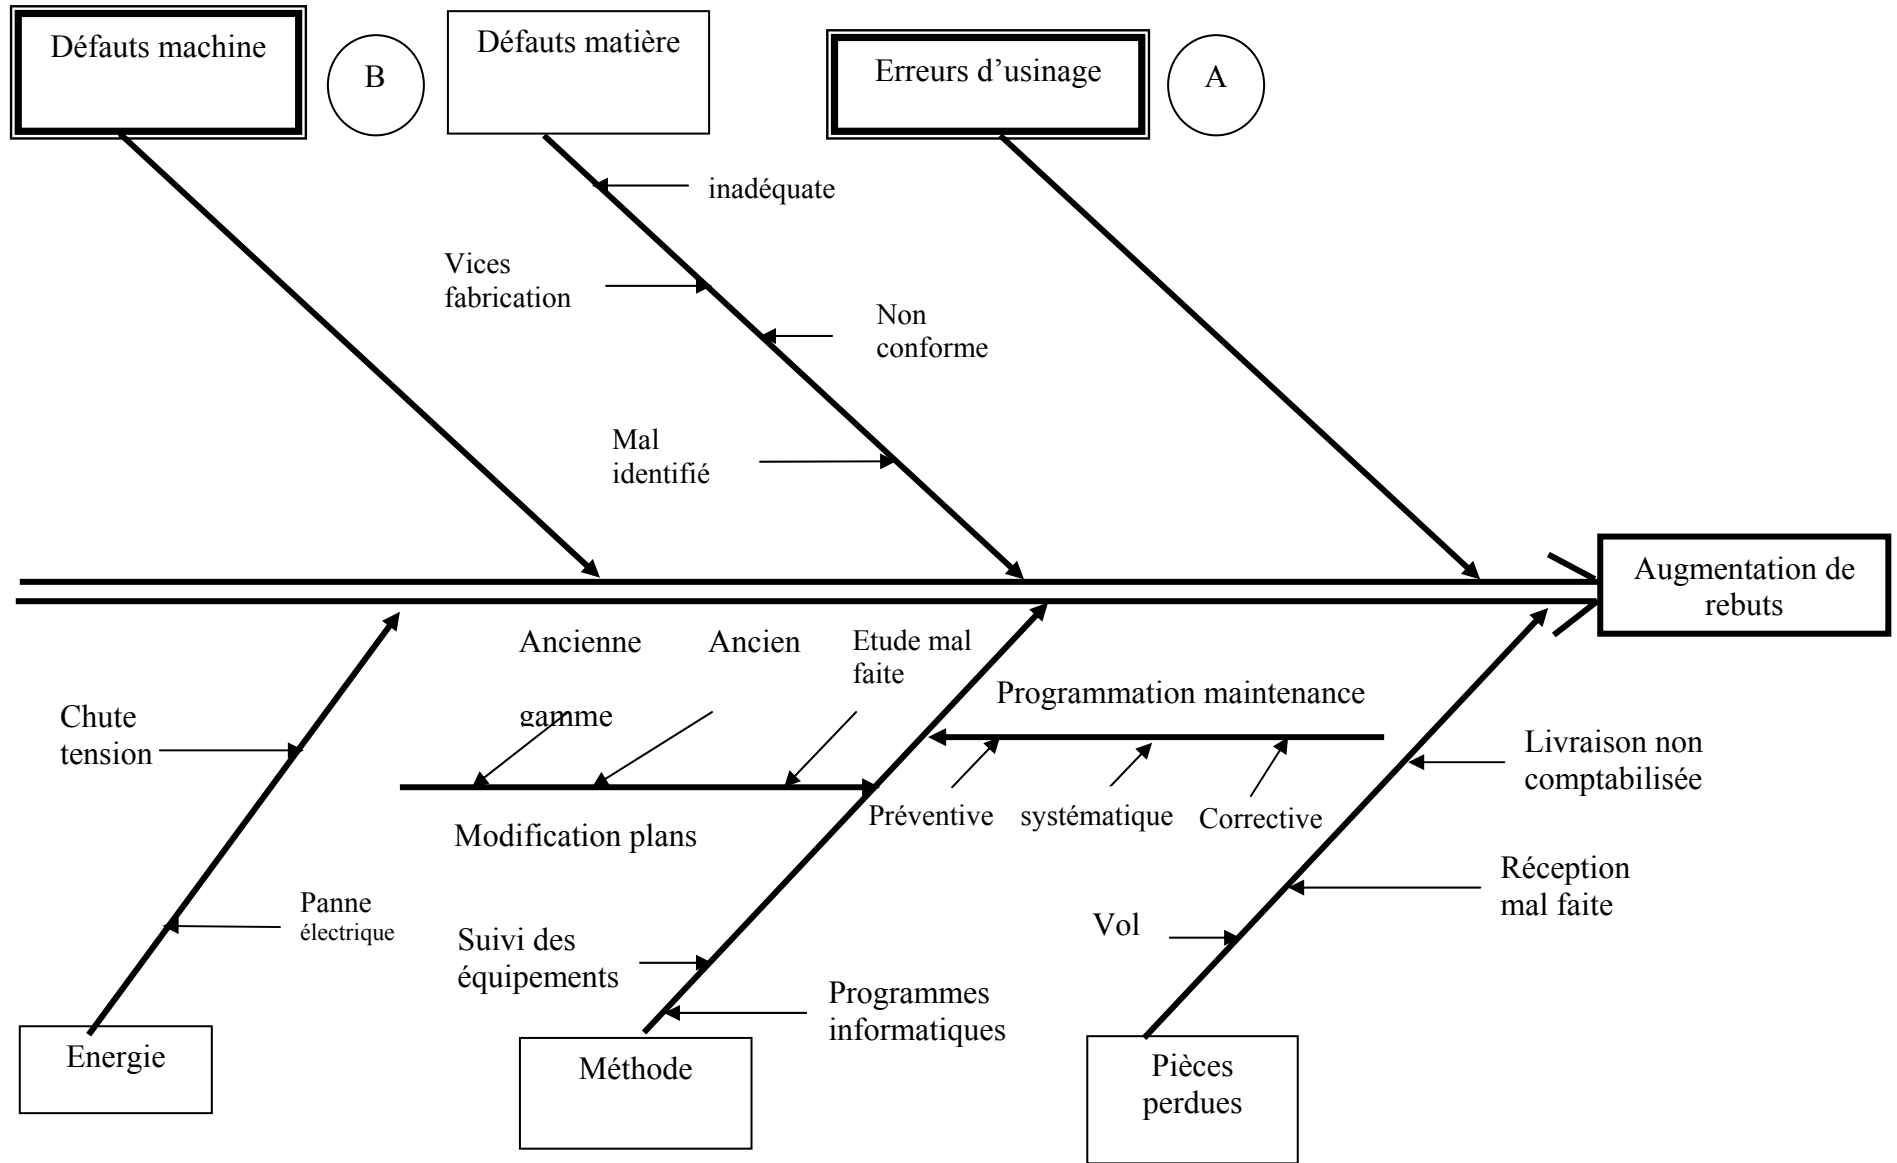 Défauts machine
B
Défauts matière
Erreurs d’usinage
A
inadéquate
Vices
fabrication
Non
conforme
Mal
identifié
Augmentation de
rebuts
Ancienne
gamme
Ancien
Etude mal
faite
Programmation maintenance
Chute
tension
Livraison non
comptabilisée
Préventive
systématique
Corrective
Modification plans
Réception
mal faite
Panne
électrique
Vol
Suivi des
équipements
Programmes
informatiques
Energie
Méthode
Pièces
perdues